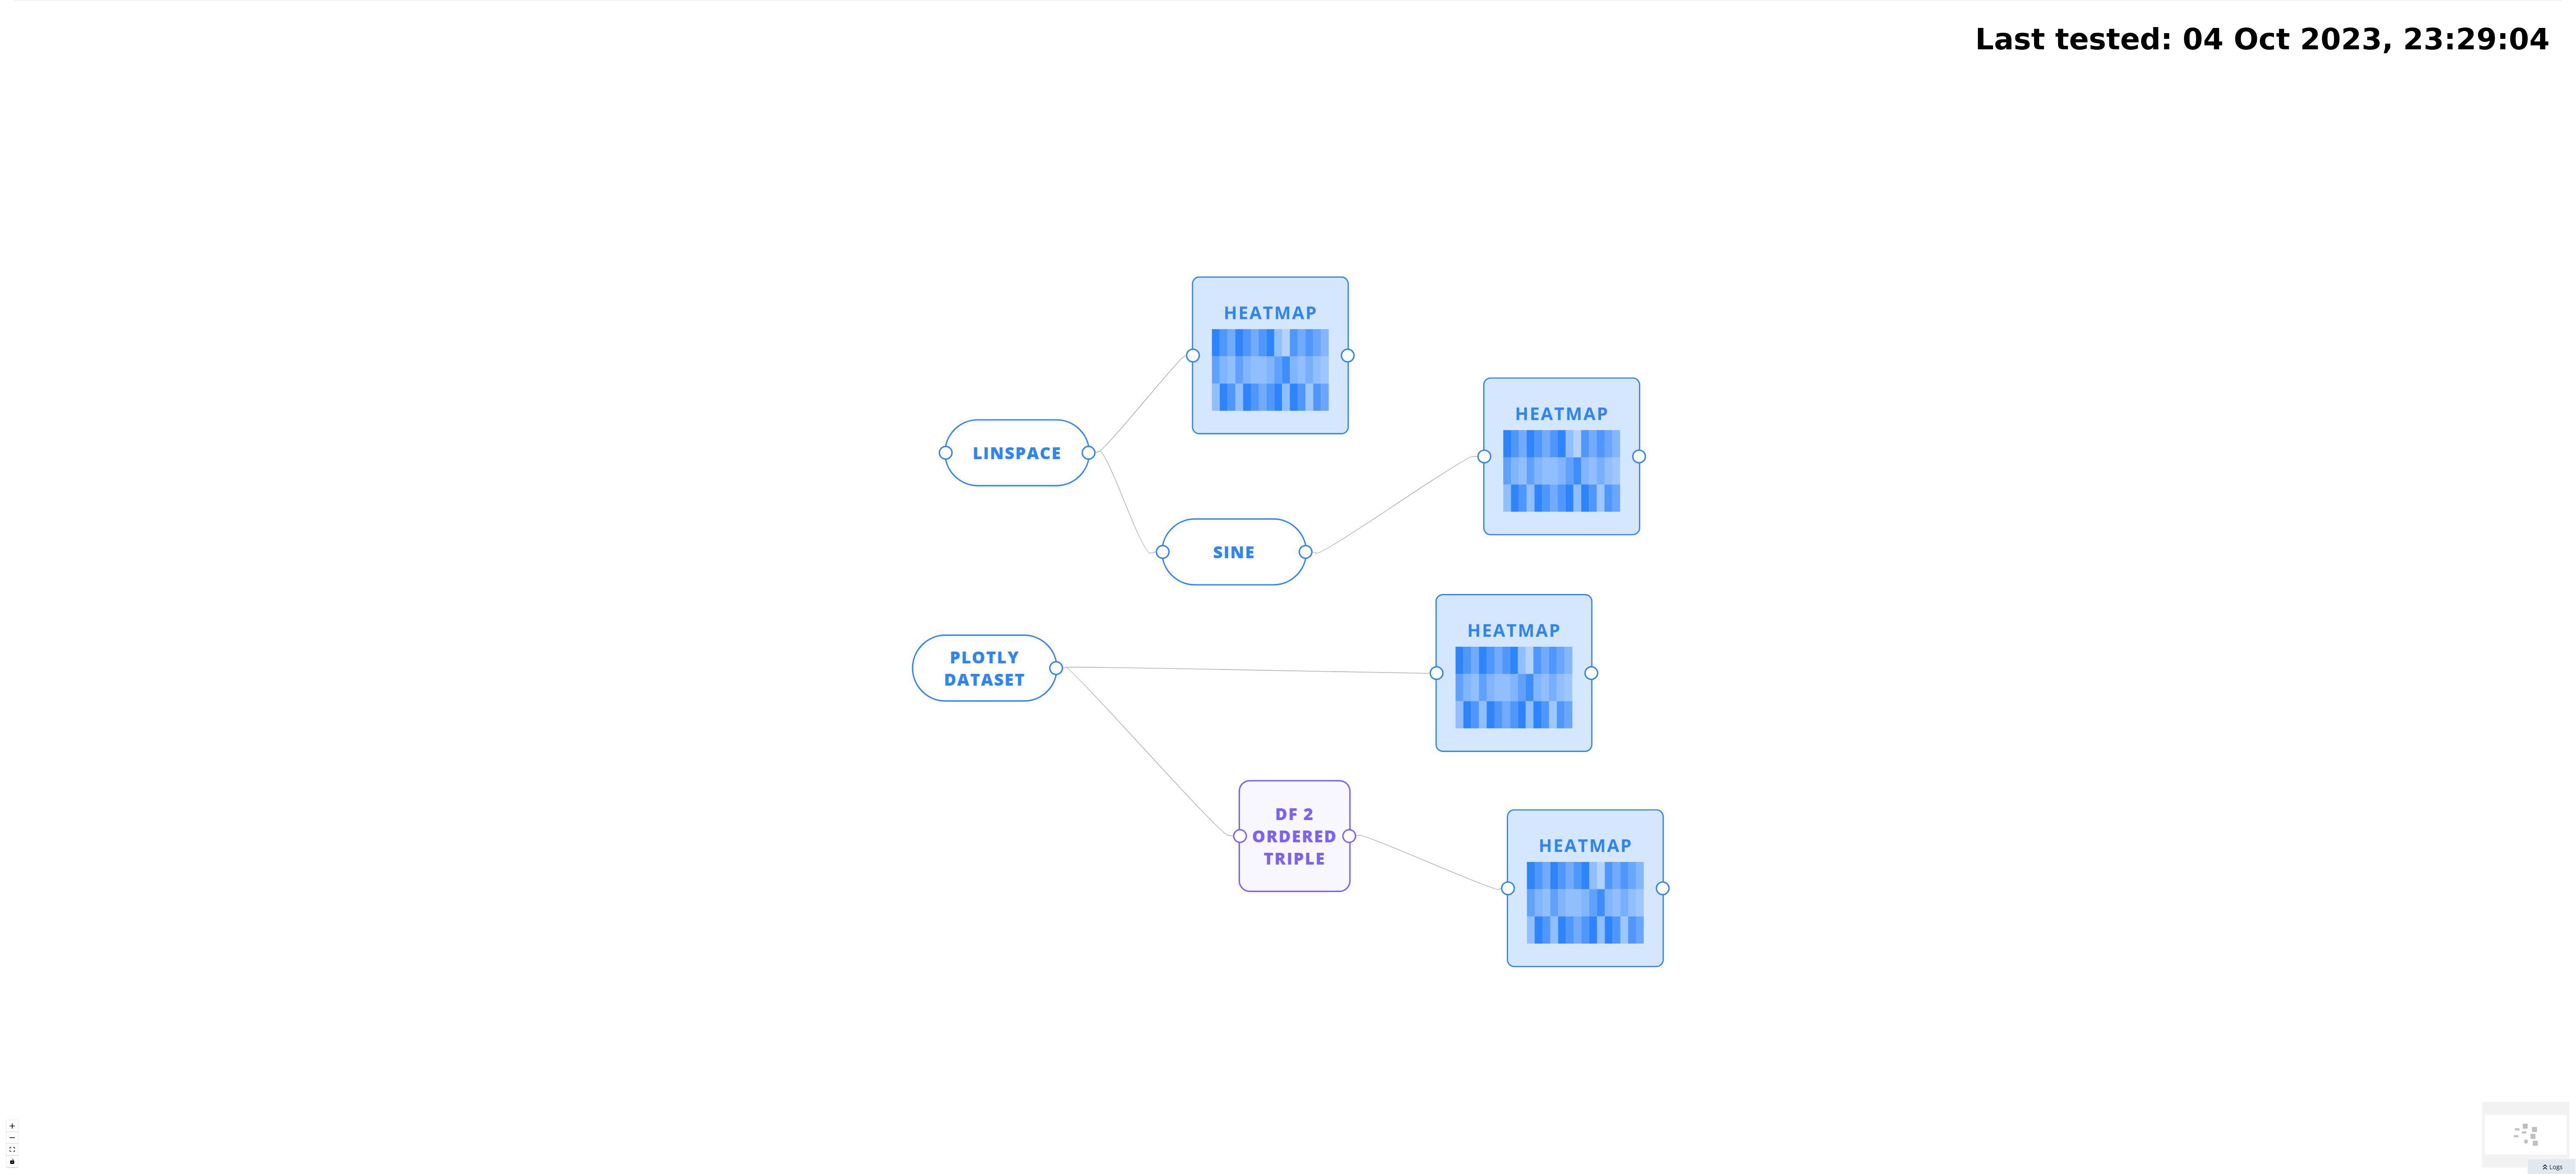 Last tested: 04 Oct 2023, 23:29:04
HEATMAP
HEATMAP
LINSPACE
SINE
HEATMAP
PLOTLY
DATASET
DF 2
ORDERED
TRIPLE
HEATMAP
Logs